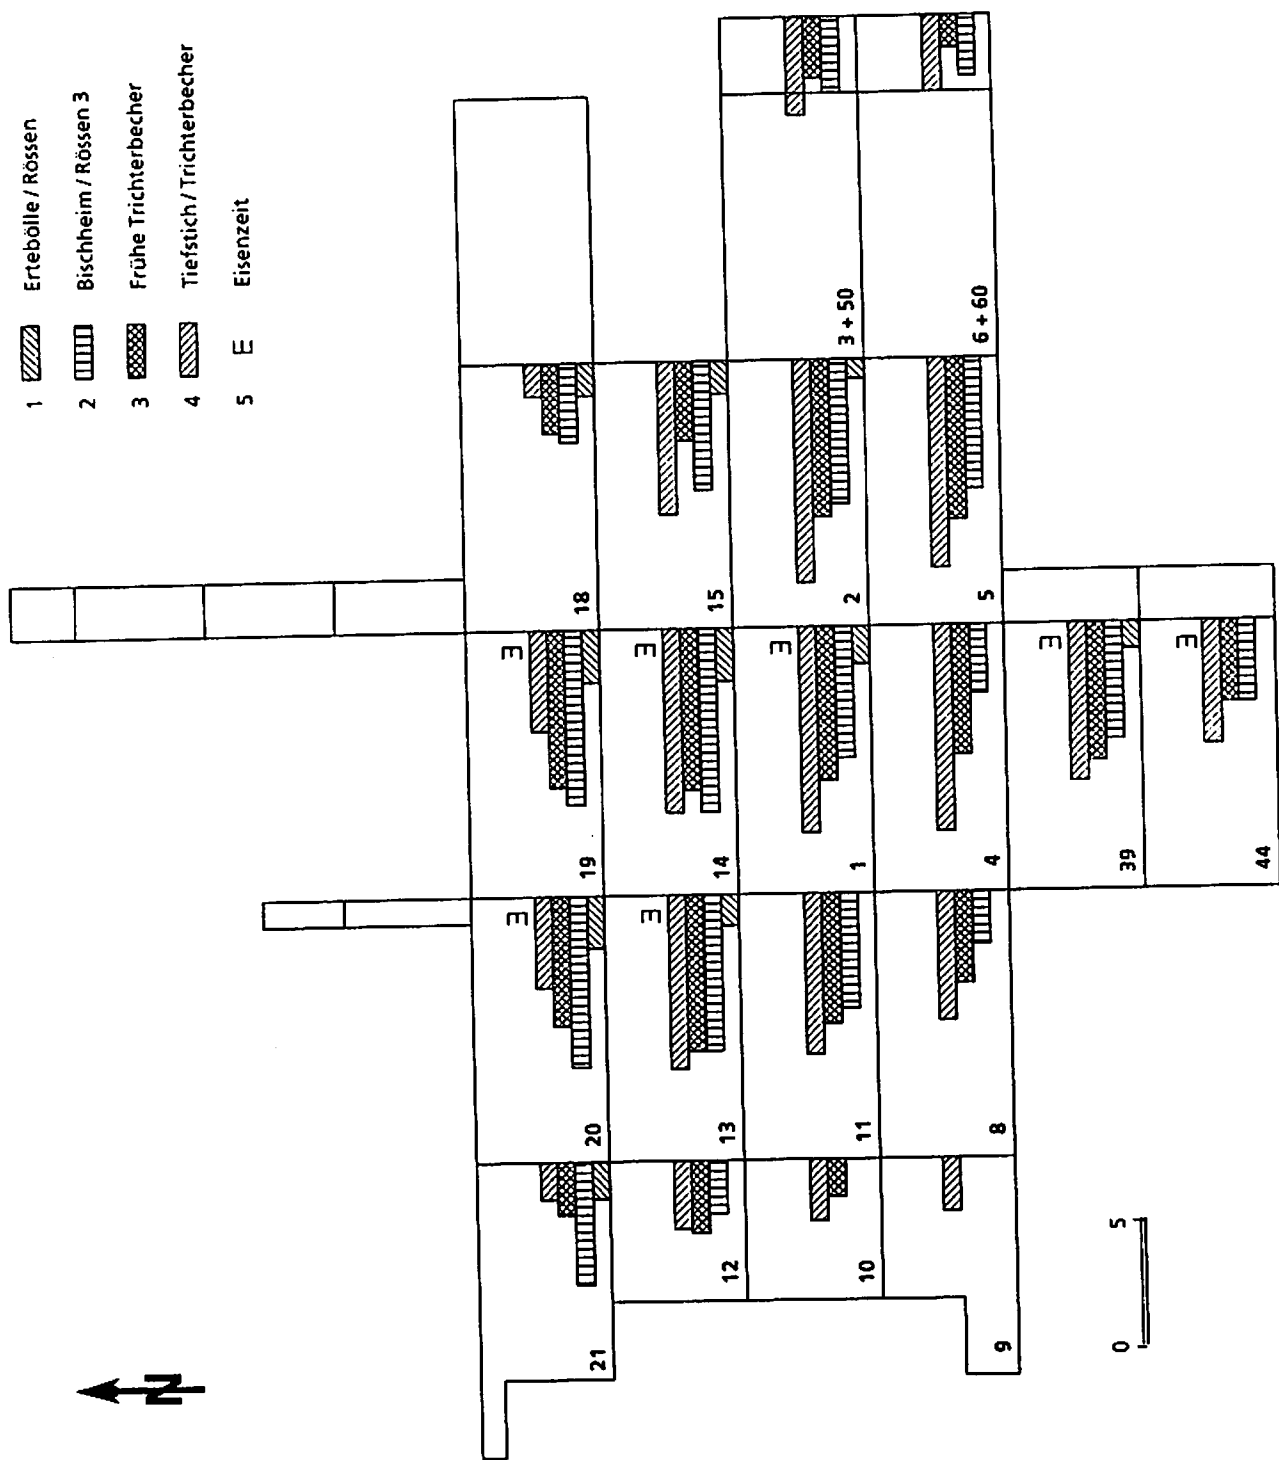 1 Ertebölle / Rössen
2 Bischheim / Rössen 3
3 Frühe Trichterbecher
4 Tiefstich / Trichterbecher
5 E Eisenzeit
N
21
20
E
19
E
18
12
13
E
14
E
15
10
11
1
E
2
3 + 50
9
8
4
5
6 + 60
39
E
44
E
0 5